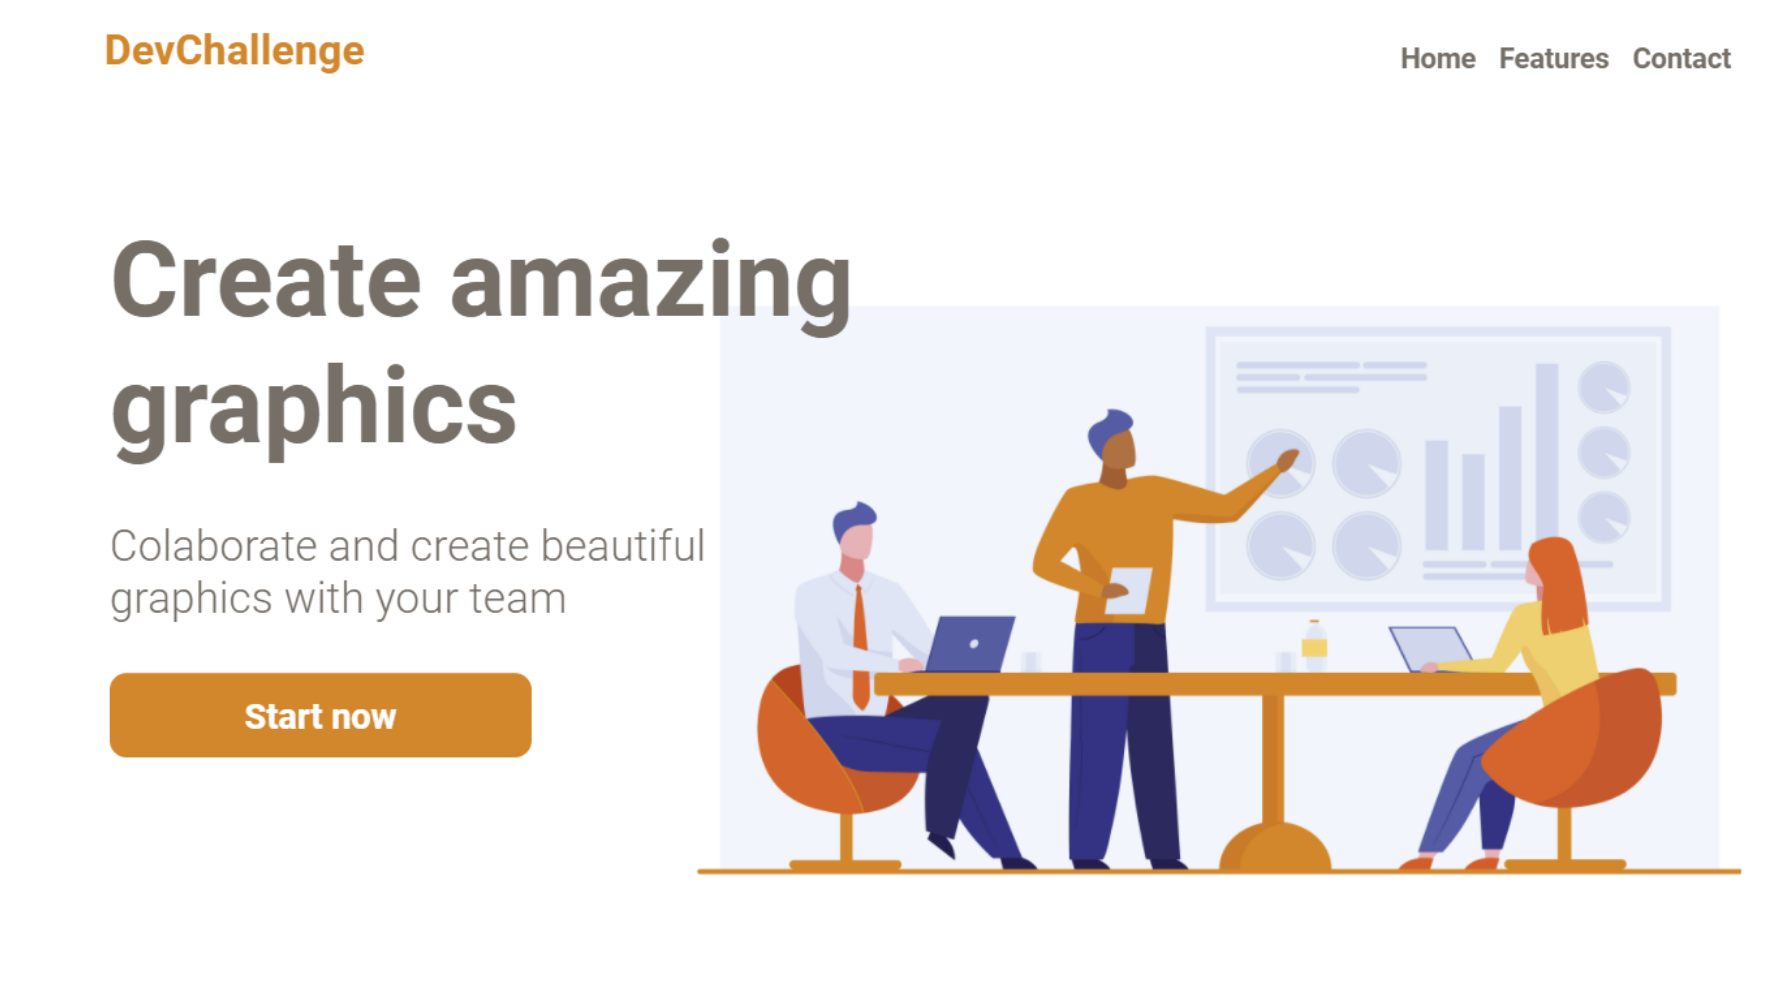 DevChallenge
Home Features Contact
Create amazing
graphics
Colaborate and create beautiful
graphics with your team
Start now